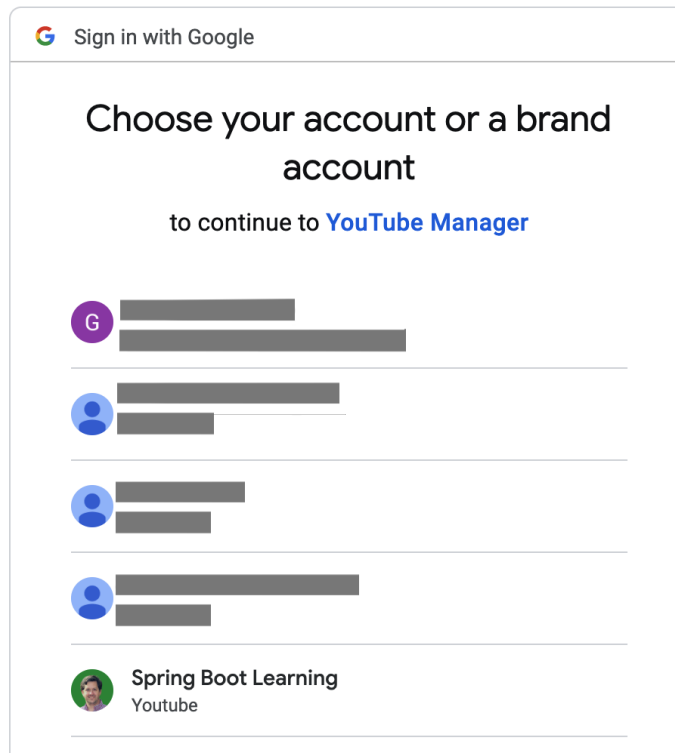 Sign in with Google
Choose your account or a brand
account
to continue to YouTube Manager
G
Spring Boot Learning
Youtube